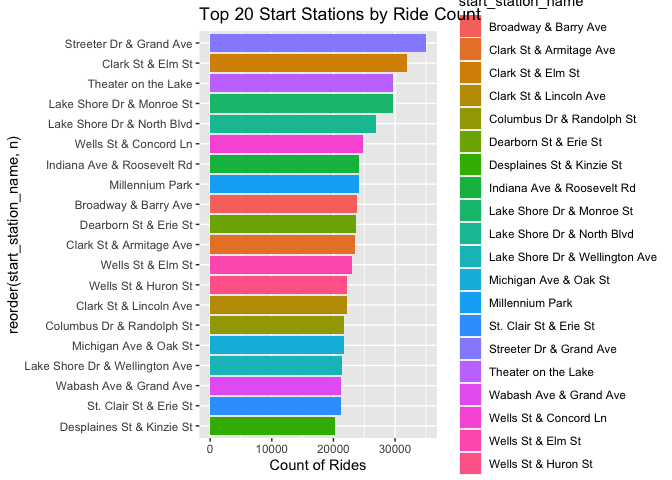 Top 20 Start Stations by Ride Count
reorder(start_station_name, n)
Streeter Dr & Grand Ave
Clark St & Elm St
Theater on the Lake
Lake Shore Dr & Monroe St
Lake Shore Dr & North Blvd
Wells St & Concord Ln
Indiana Ave & Roosevelt Rd
Millennium Park
Broadway & Barry Ave
Dearborn St & Erie St
Clark St & Armitage Ave
Wells St & Elm St
Wells St & Huron St
Clark St & Lincoln Ave
Columbus Dr & Randolph St
Michigan Ave & Oak St
Lake Shore Dr & Wellington Ave
Wabash Ave & Grand Ave
St. Clair St & Erie St
Desplaines St & Kinzie St
0 10000 20000 30000
Count of Rides
start_station_name
Broadway & Barry Ave
Clark St & Armitage Ave
Clark St & Elm St
Clark St & Lincoln Ave
Columbus Dr & Randolph St
Dearborn St & Erie St
Desplaines St & Kinzie St
Indiana Ave & Roosevelt Rd
Lake Shore Dr & Monroe St
Lake Shore Dr & North Blvd
Lake Shore Dr & Wellington Ave
Michigan Ave & Oak St
Millennium Park
St. Clair St & Erie St
Streeter Dr & Grand Ave
Theater on the Lake
Wabash Ave & Grand Ave
Wells St & Concord Ln
Wells St & Elm St
Wells St & Huron St